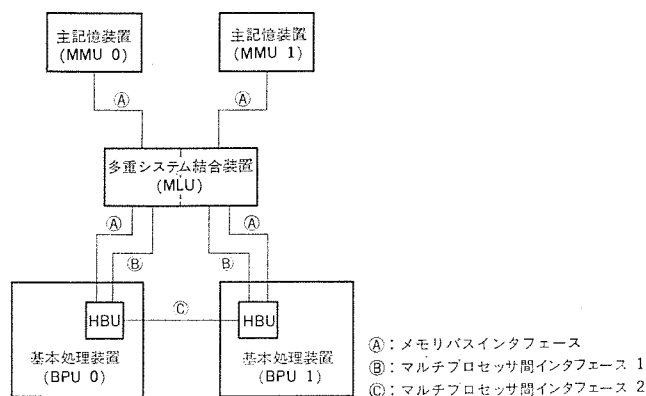 主記憶装置
(MMU 0)
主記憶装置
(MMU 1)
Ⓐ
Ⓐ
多重システム結合装置
(MLU)
Ⓐ
Ⓐ
Ⓑ
Ⓑ
Ⓒ
HBU
HBU
基本処理装置
(BPU 0)
基本処理装置
(BPU 1)
Ⓐ：メモリバスインタフェース
Ⓑ：マルチプロセッサ間インタフェース 1
Ⓒ：マルチプロセッサ間インタフェース 2